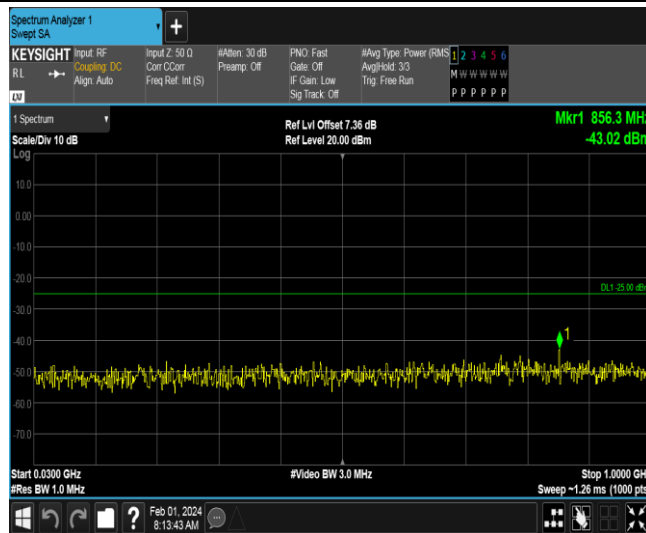 Spectrum Analyzer 1
Swept SA
+
KEYSIGHT Input: RF Input Z: 50 Ω #Atten: 30 dB PNO: Fast #Avg Type: Power (RMS 1 2 3 4 5 6
RL Coupling: DC Corr CCorr Preamp: Off Gate: Off Avg|Hold: 3/3 M W W W W W
Align: Auto Freq Ref: Int (S) IF Gain: Low Trig: Free Run
Sig Track: Off P P P P P P
LXI
1 Spectrum Ref Lvl Offset 7.36 dB Mkr1 856.3 MHz
Scale/Div 10 dB Ref Level 20.00 dBm -43.02 dBm
Log
10.0
0.00
-10.0
-20.0
DL1 -25.00 dBm
-30.0
-40.0
1
-50.0
-60.0
-70.0
Start 0.0300 GHz #Video BW 3.0 MHz Stop 1.0000 GHz
#Res BW 1.0 MHz Sweep ~1.26 ms (1000 pts)
? Feb 01, 2024
8:13:43 AM